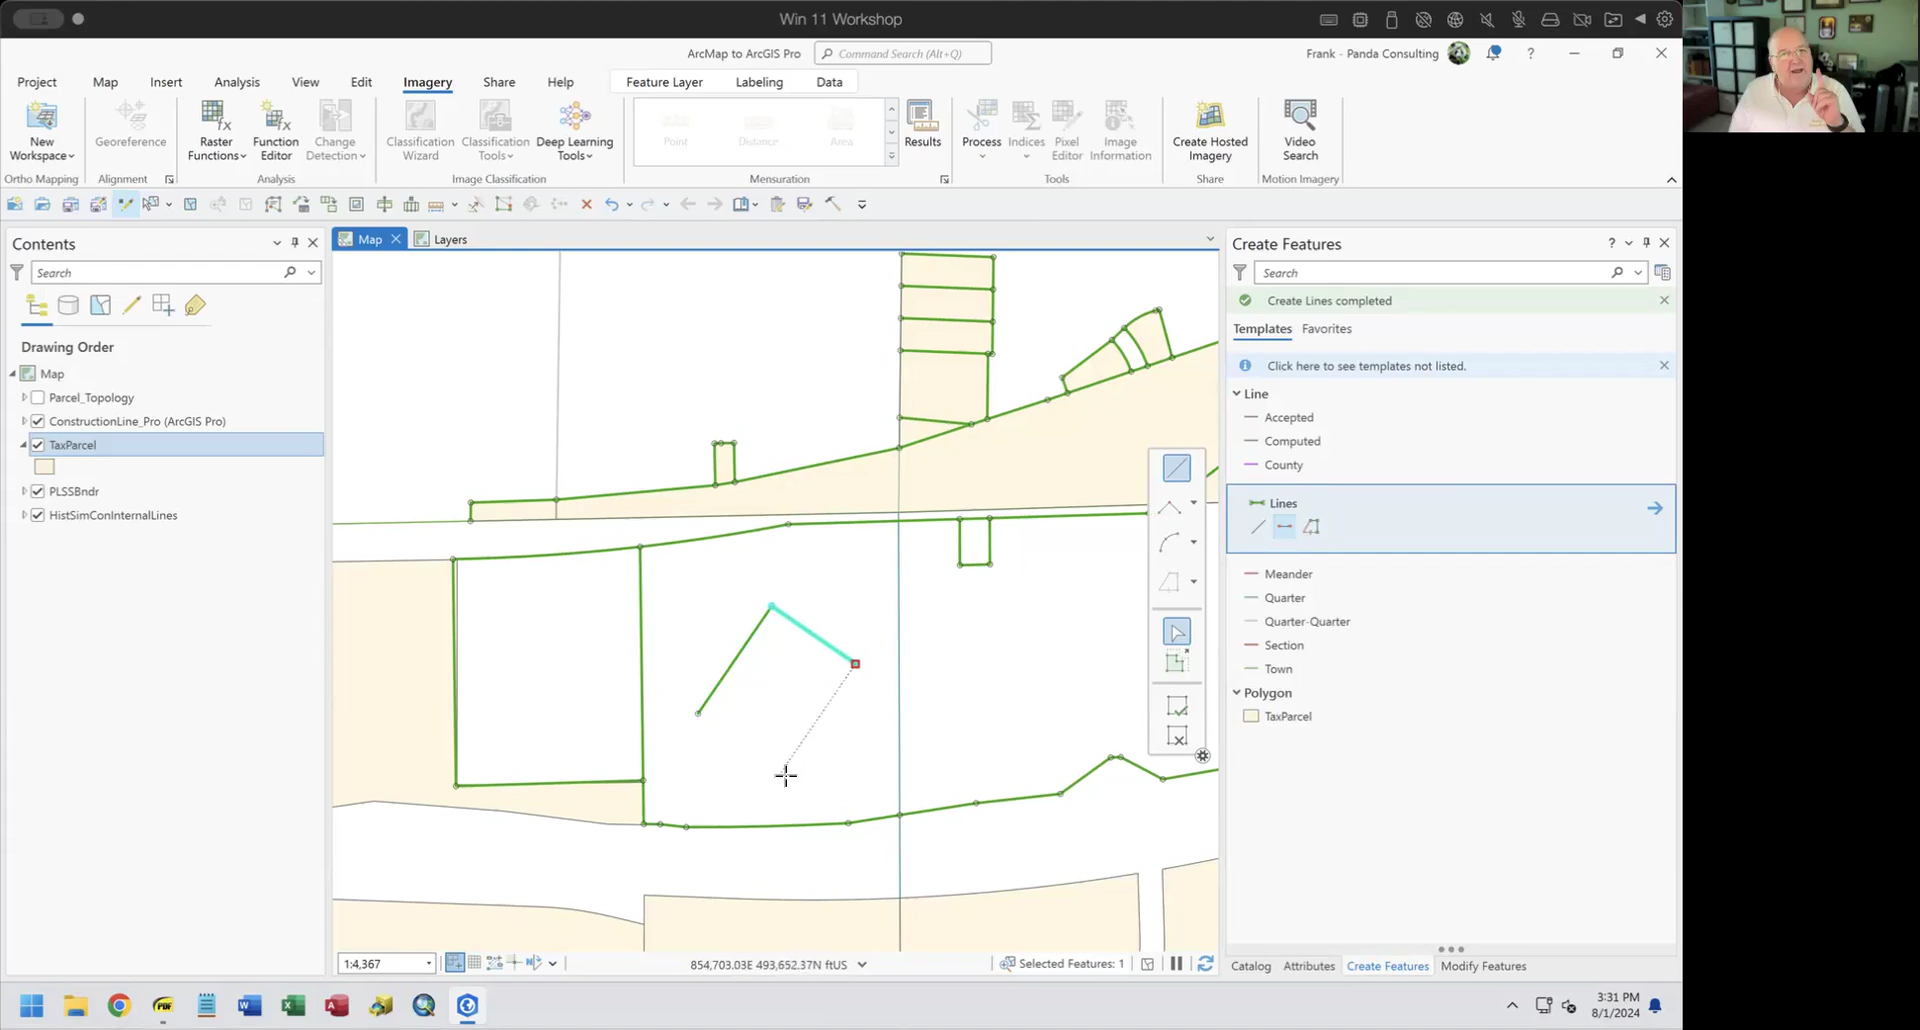 Win 11 Workshop
ArcMap to ArcGIS Pro
Command Search (Alt+Q)
Frank - Panda Consulting
?
Project Map Insert Analysis View Edit Imagery Share Help Feature Layer Labeling Data
New Workspace
Georeference
Raster Functions
Function Editor
Change Detection
Classification Wizard
Classification Tools
Deep Learning Tools
Point
Distance
Area
Results
Process
Indices
Pixel Editor
Image Information
Create Hosted Imagery
Video Search
Ortho Mapping
Alignment
Analysis
Image Classification
Mensuration
Tools
Share
Motion Imagery
Contents
Search
Drawing Order
Map
Parcel_Topology
ConstructionLine_Pro (ArcGIS Pro)
TaxParcel
PLSSBndr
HistSimConInternalLines
Map
Layers
1:4,367
854,703.03E 493,652.37N ftUS
Selected Features: 1
Create Features
?
Search
Create Lines completed
Templates Favorites
Click here to see templates not listed.
Line
Accepted
Computed
County
Lines
Meander
Quarter
Quarter-Quarter
Section
Town
Polygon
TaxParcel
Catalog Attributes Create Features Modify Features
PDF
3:31 PM
8/1/2024